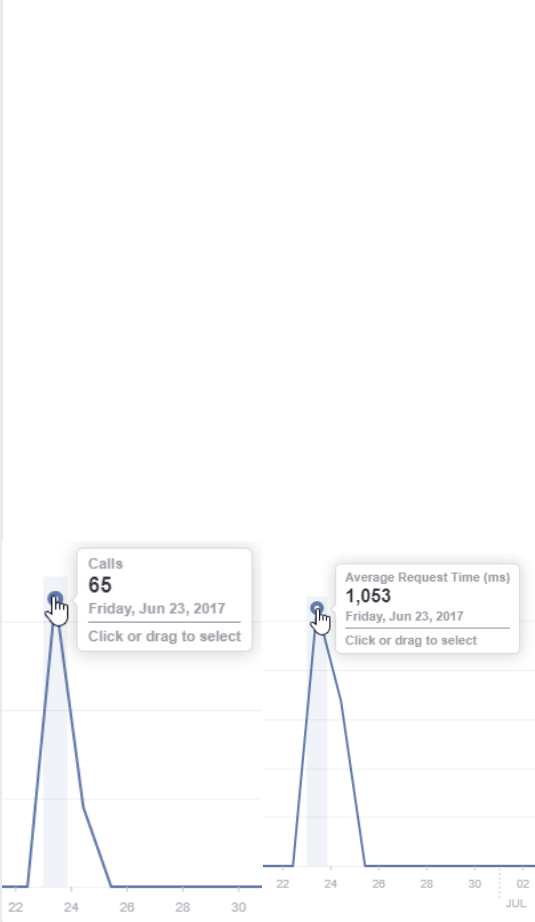 Calls
65
Friday, Jun 23, 2017
Click or drag to select
22 24 26 28 30
Average Request Time (ms)
1,053
Friday, Jun 23, 2017
Click or drag to select
22 24 26 28 30 02
JUL